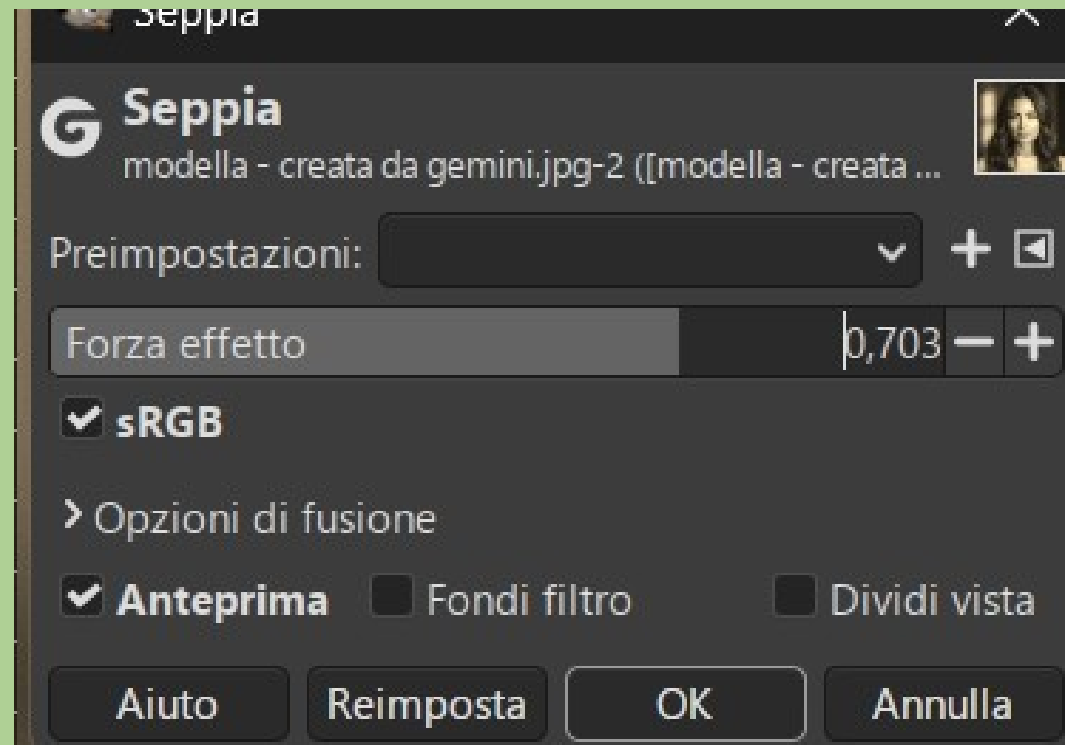 Seppia
Seppia
modella - creata da gemini.jpg-2 ([modella - creata ...
Preimpostazioni:
Forza effetto 0,703
sRGB
Opzioni di fusione
Anteprima Fondi filtro Dividi vista
Aiuto Reimposta OK Annulla